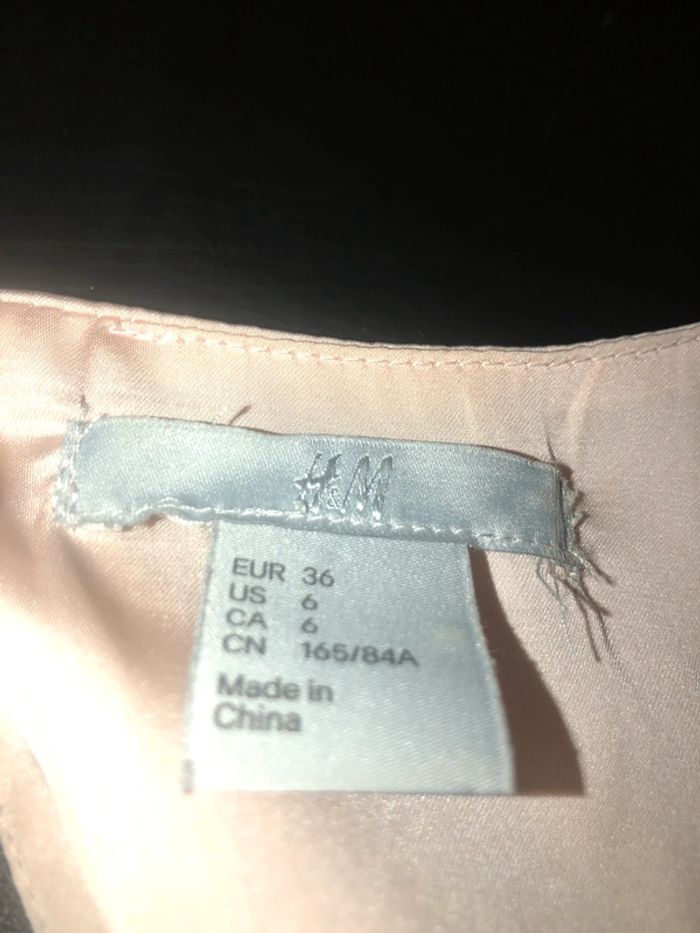 H&M
EUR 36
US 6
CA 6
CN 165/84A
Made in
China